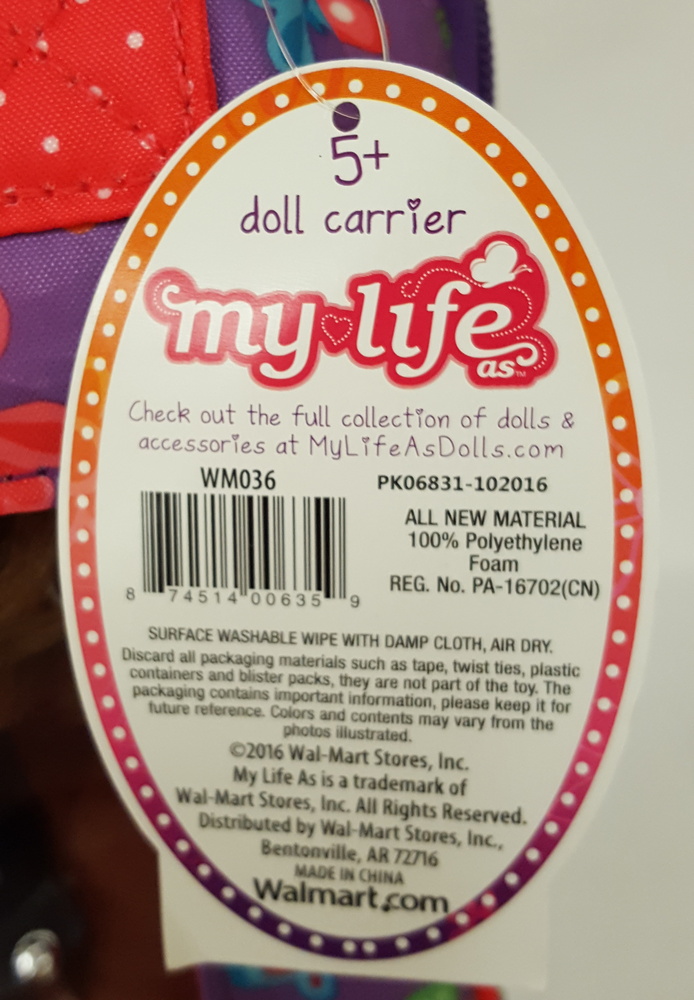 5+
doll carrier
my life
as™
Check out the full collection of dolls &
accessories at MyLifeAsDolls.com
WM036
PK06831-102016
8 74514 00635 9
ALL NEW MATERIAL
100% Polyethylene
Foam
REG. No. PA-16702(CN)
SURFACE WASHABLE WIPE WITH DAMP CLOTH, AIR DRY.
Discard all packaging materials such as tape, twist ties, plastic
containers and blister packs, they are not part of the toy. The
packaging contains important information, please keep it for
future reference. Colors and contents may vary from the
photos illustrated.
©2016 Wal-Mart Stores, Inc.
My Life As is a trademark of
Wal-Mart Stores, Inc. All Rights Reserved.
Distributed by Wal-Mart Stores, Inc.,
Bentonville, AR 72716
MADE IN CHINA
Walmart.com